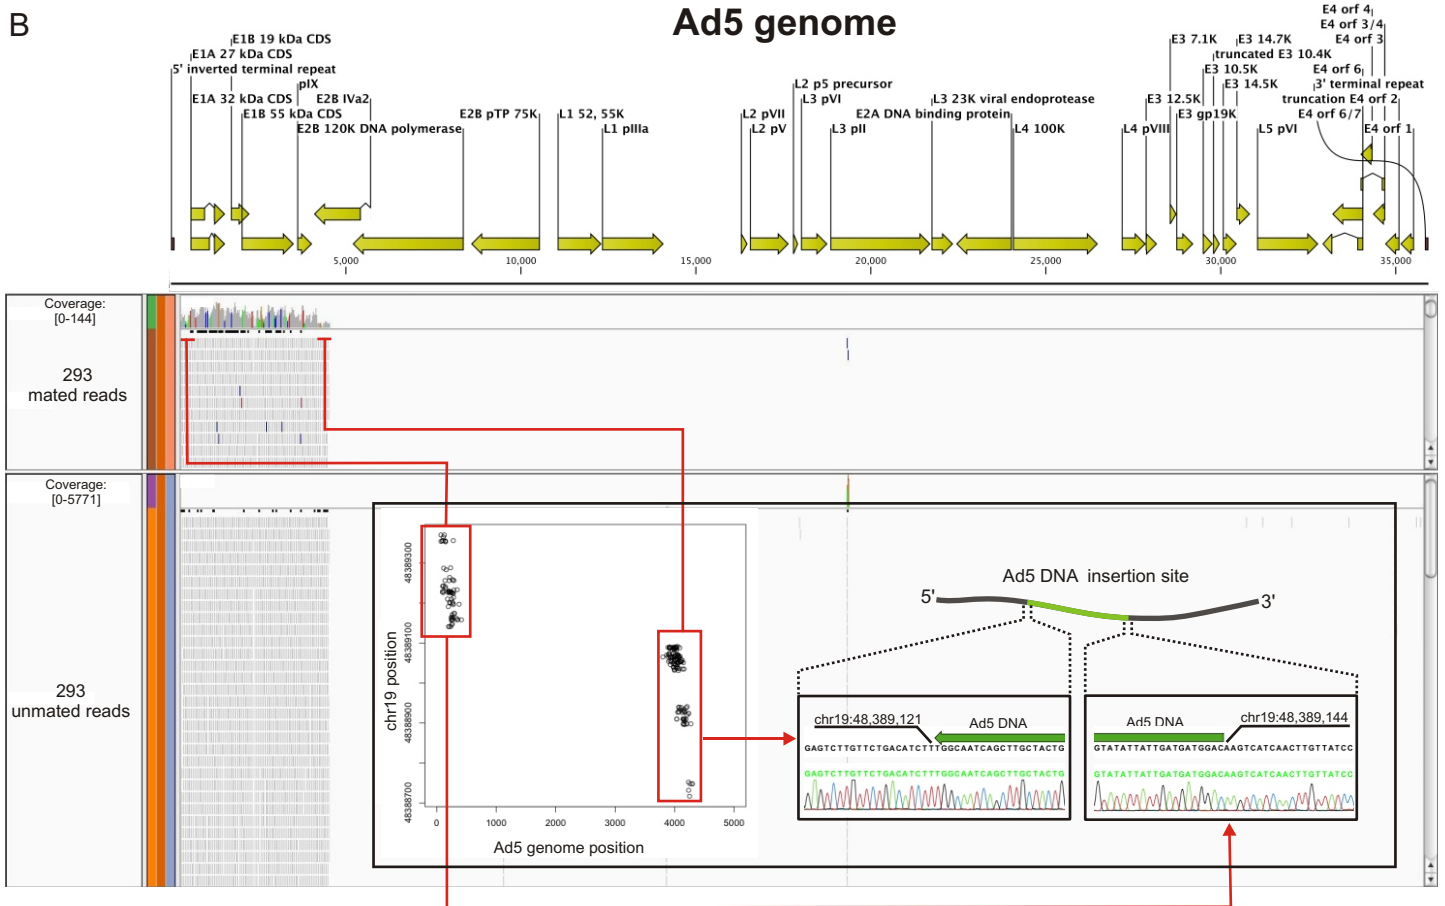 B
Ad5 genome
E4 orf 4
E4 orf 3/4
E1B 19 kDa CDS
E3 7.1K
E3 14.7K
E4 orf 3
E1A 27 kDa CDS
truncated E3 10.4K
5' inverted terminal repeat
E3 10.5K
E4 orf 6
pIX
L2 p5 precursor
E3 14.5K
3' terminal repeat
E1A 32 kDa CDS
E2B IVa2
L3 pVI
L3 23K viral endoprotease
E3 12.5K
truncation E4 orf 2
E1B 55 kDa CDS
E2B pTP 75K
L1 52, 55K
L2 pVII
E2A DNA binding protein
E3 gp19K
E4 orf 6/7
E2B 120K DNA polymerase
L1 pIIIa
L2 pV
L3 pII
L4 100K
L4 pVIII
L5 pVI
E4 orf 1
5,000
10,000
15,000
20,000
25,000
30,000
35,000
Coverage:
[0-144]
293
mated reads
Coverage:
[0-5771]
293
unmated reads
chr19 position
48389300
48389100
48388900
48388700
0
1000
2000
3000
4000
5000
Ad5 genome position
Ad5 DNA insertion site
5'
3'
chr19:48,389,121
Ad5 DNA
GAGTCTTGTTCTGACATCTTTGGCAATCAGCTTGCTACTG
GAGTCTTGTTCTGACATCTTTGGCAATCAGCTTGCTACTG
Ad5 DNA
chr19:48,389,144
GTATATTATTGATGATGGACAAGTCATCAACTTGTTATCC
GTATATTATTGATGATGGACAAGTCATCAACTTGTTATCC